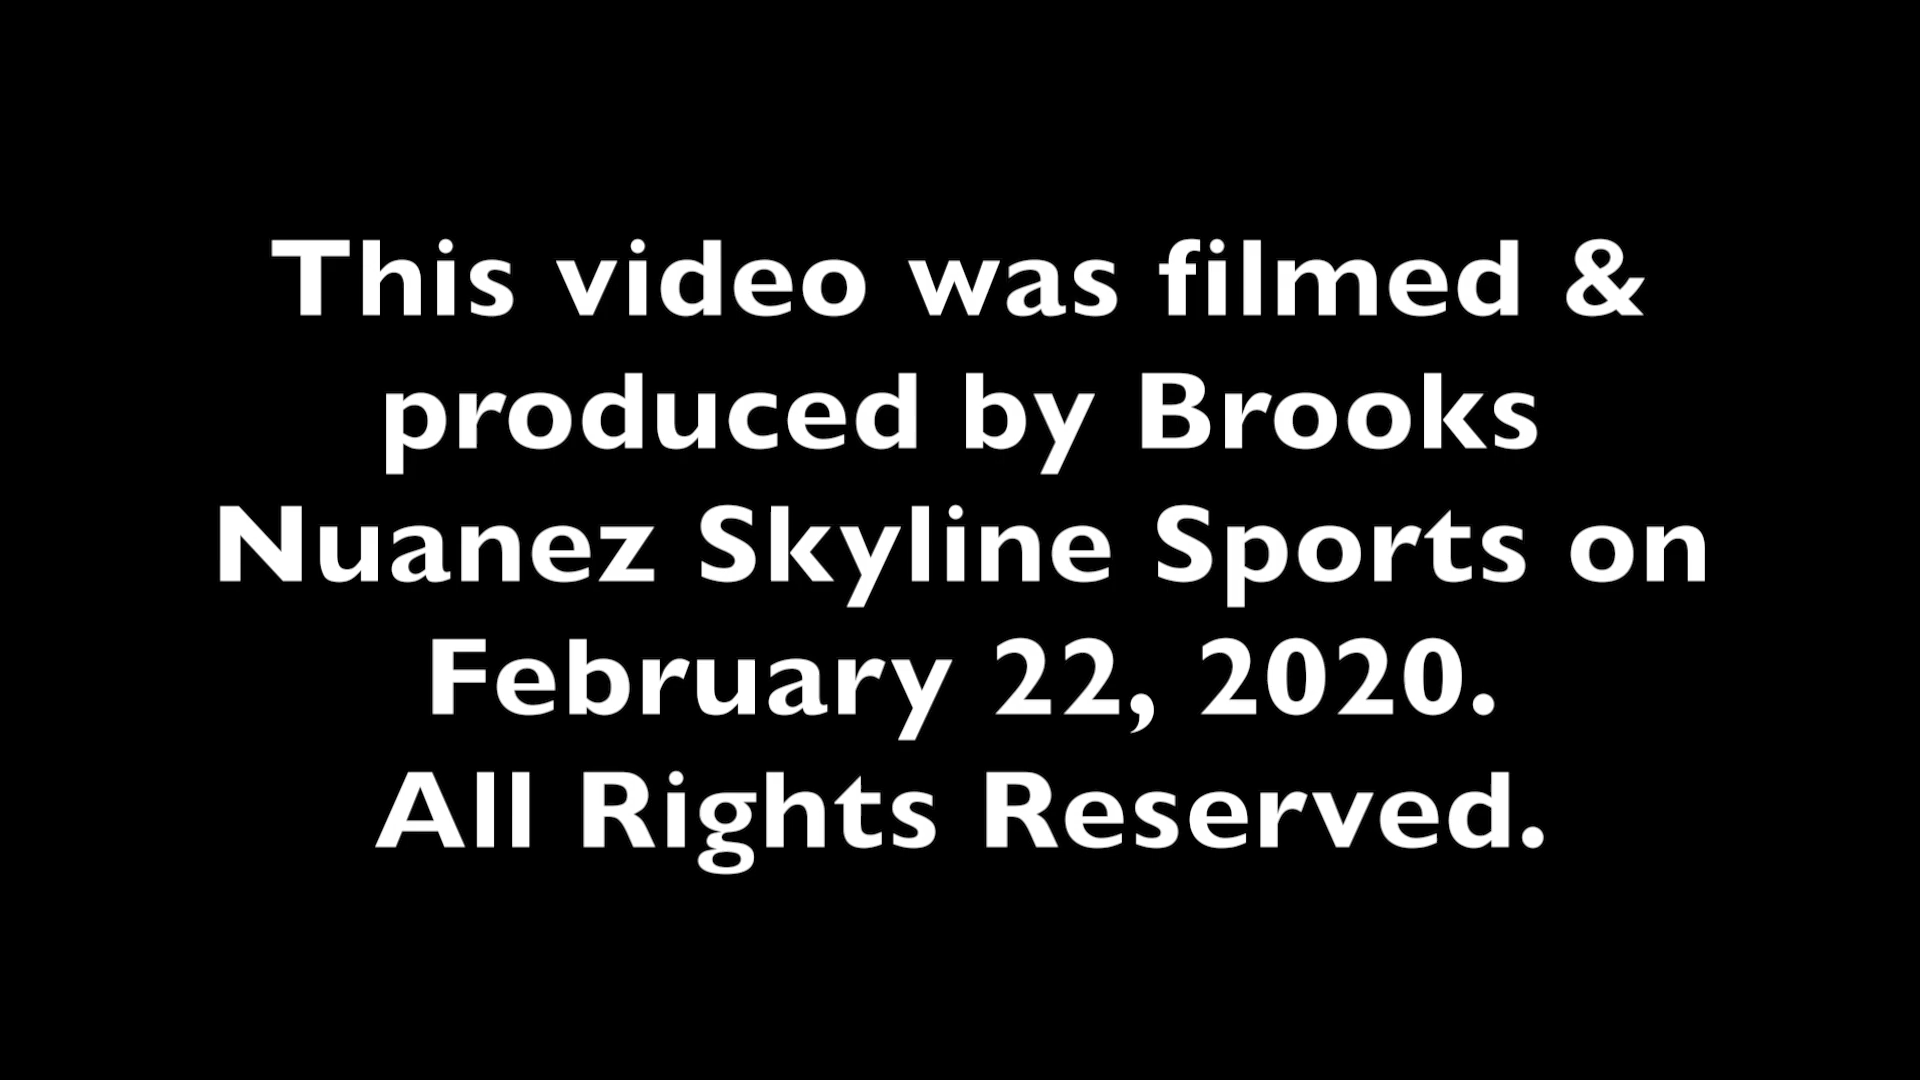 This video was filmed &
produced by Brooks
Nuanez Skyline Sports on
February 22, 2020.
All Rights Reserved.